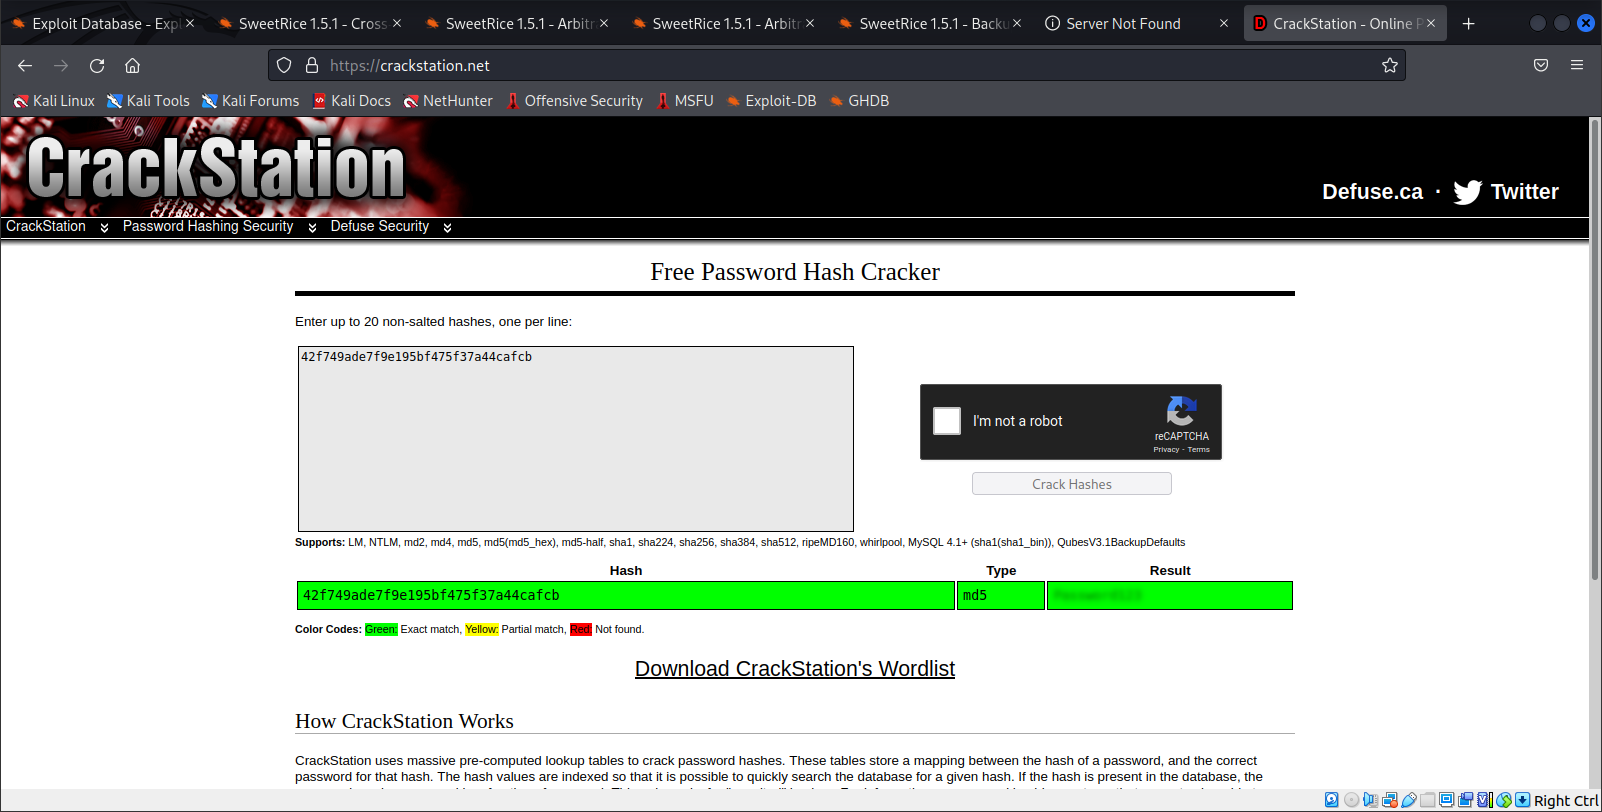 Exploit Database - Expl
SweetRice 1.5.1 - Cross
SweetRice 1.5.1 - Arbitr
SweetRice 1.5.1 - Arbitr
SweetRice 1.5.1 - Backu
Server Not Found
CrackStation - Online P
https://crackstation.net
Kali Linux Kali Tools Kali Forums Kali Docs NetHunter Offensive Security MSFU Exploit-DB GHDB
CrackStation
Defuse.ca · Twitter
CrackStation Password Hashing Security Defuse Security
Free Password Hash Cracker
Enter up to 20 non-salted hashes, one per line:
42f749ade7f9e195bf475f37a44cafcb
I'm not a robot
reCAPTCHA
Privacy - Terms
Crack Hashes
Supports: LM, NTLM, md2, md4, md5, md5(md5_hex), md5-half, sha1, sha224, sha256, sha384, sha512, ripeMD160, whirlpool, MySQL 4.1+ (sha1(sha1_bin)), QubesV3.1BackupDefaults
Hash Type Result
42f749ade7f9e195bf475f37a44cafcb md5
Color Codes: Green: Exact match, Yellow: Partial match, Red: Not found.
Download CrackStation's Wordlist
How CrackStation Works
CrackStation uses massive pre-computed lookup tables to crack password hashes. These tables store a mapping between the hash of a password, and the correct
password for that hash. The hash values are indexed so that it is possible to quickly search the database for a given hash. If the hash is present in the database, the
Right Ctrl